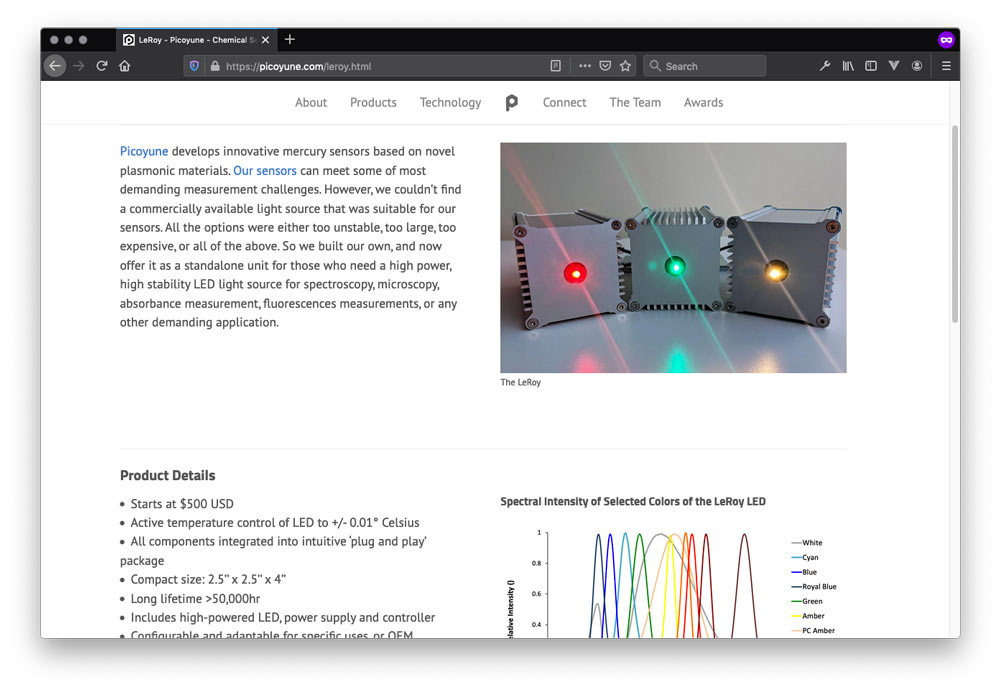 LeRoy - Picoyune - Chemical Se
https://picoyune.com/leroy.html
Search
About Products Technology Connect The Team Awards
Picoyune develops innovative mercury sensors based on novel
plasmonic materials. Our sensors can meet some of most
demanding measurement challenges. However, we couldn't find
a commercially available light source that was suitable for our
sensors. All the options were either too unstable, too large, too
expensive, or all of the above. So we built our own, and now
offer it as a standalone unit for those who need a high power,
high stability LED light source for spectroscopy, microscopy,
absorbance measurement, fluorescences measurements, or any
other demanding application.
The LeRoy
Product Details
• Starts at $500 USD
• Active temperature control of LED to +/- 0.01° Celsius
• All components integrated into intuitive 'plug and play'
package
• Compact size: 2.5" x 2.5" x 4"
• Long lifetime >50,000hr
• Includes high-powered LED, power supply and controller
• Configurable and adaptable for specific uses, or OEM
Spectral Intensity of Selected Colors of the LeRoy LED
1
0.8
0.6
0.4
elative Intensity ()
White
Cyan
Blue
Royal Blue
Green
Amber
PC Amber